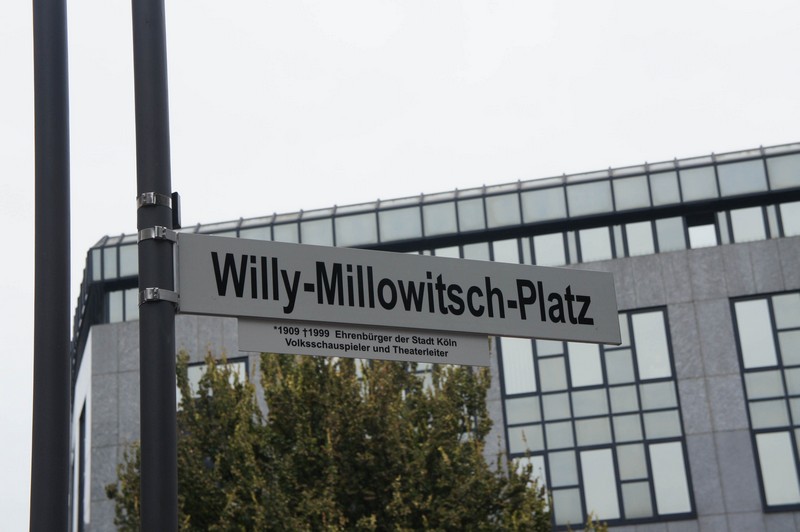 Willy-Millowitsch-Platz
*1909 †1999 Ehrenbürger der Stadt Köln
Volksschauspieler und Theaterleiter